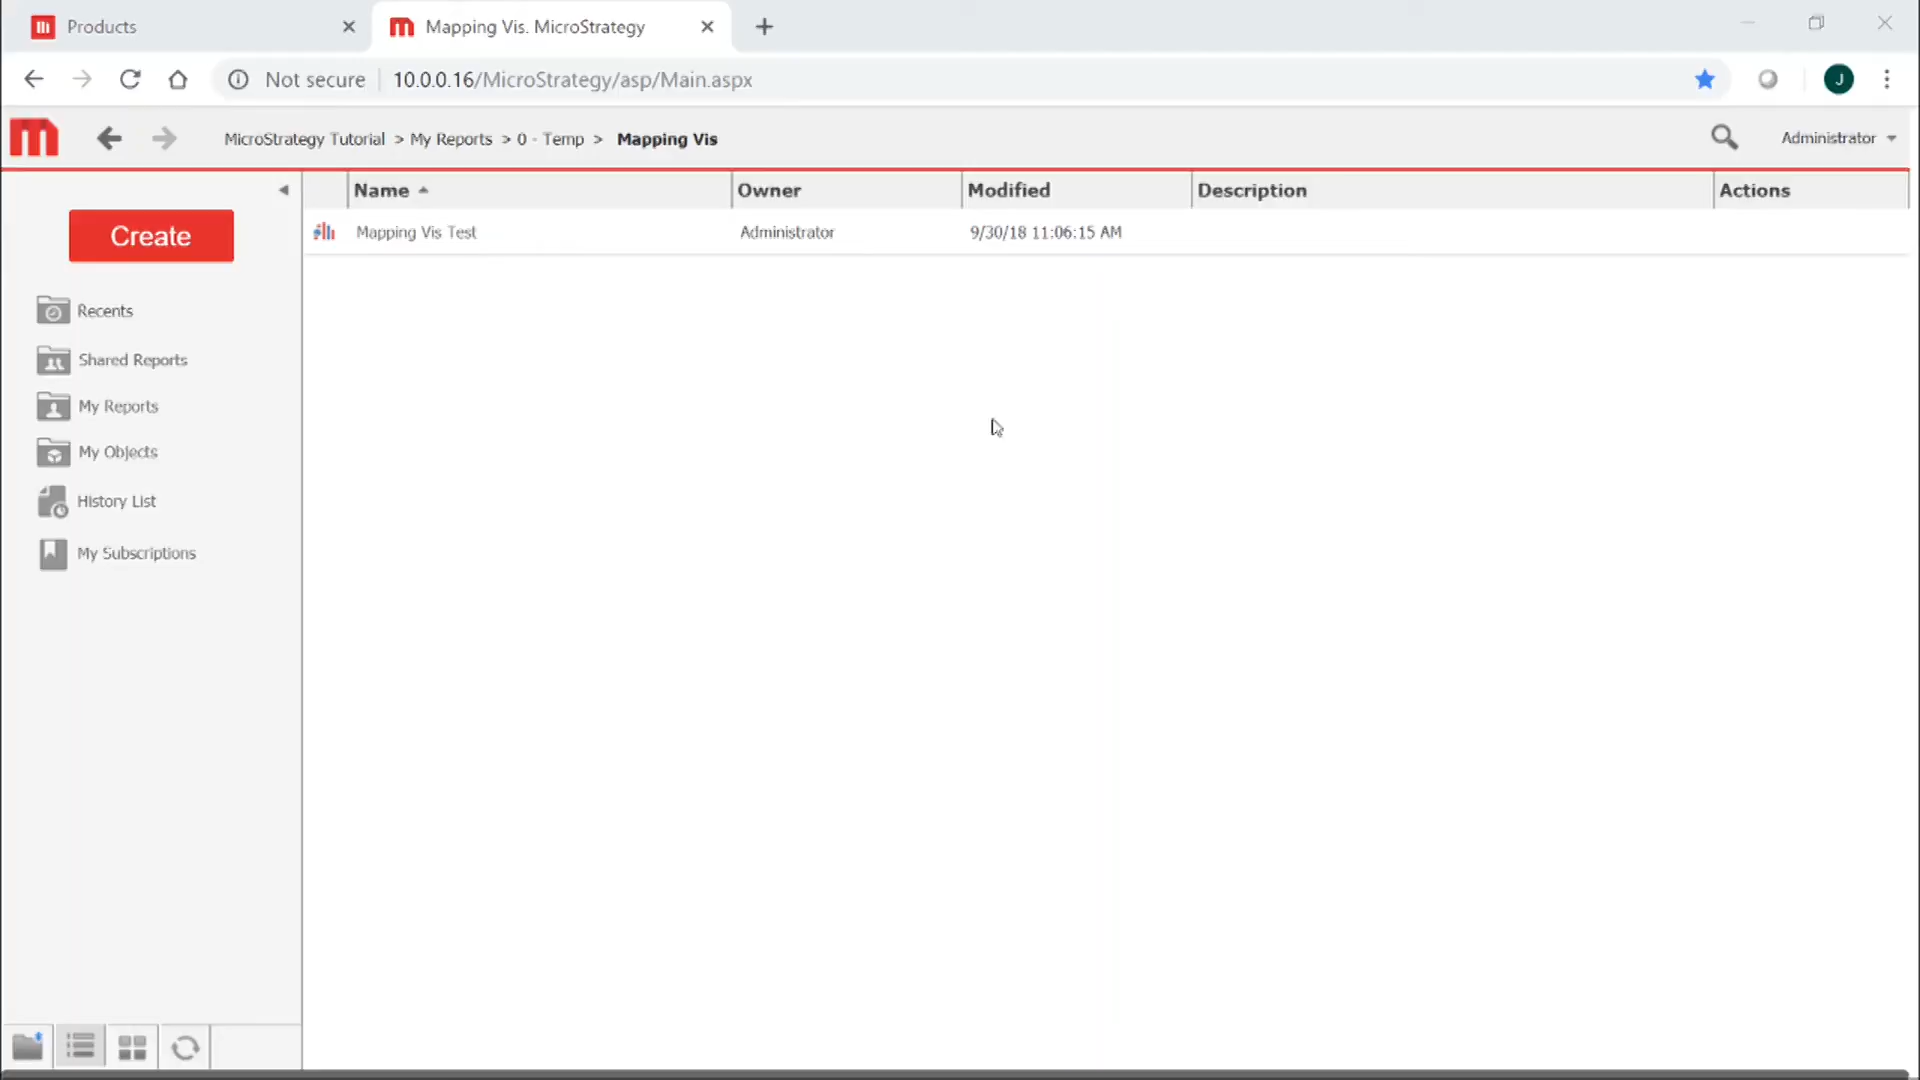 Products
Mapping Vis. MicroStrategy
Not secure
10.0.0.16/MicroStrategy/asp/Main.aspx
J
MicroStrategy Tutorial > My Reports > 0 - Temp > Mapping Vis
Administrator
Name
Owner
Modified
Description
Actions
Mapping Vis Test
Administrator
9/30/18 11:06:15 AM
Create
Recents
Shared Reports
My Reports
My Objects
History List
My Subscriptions